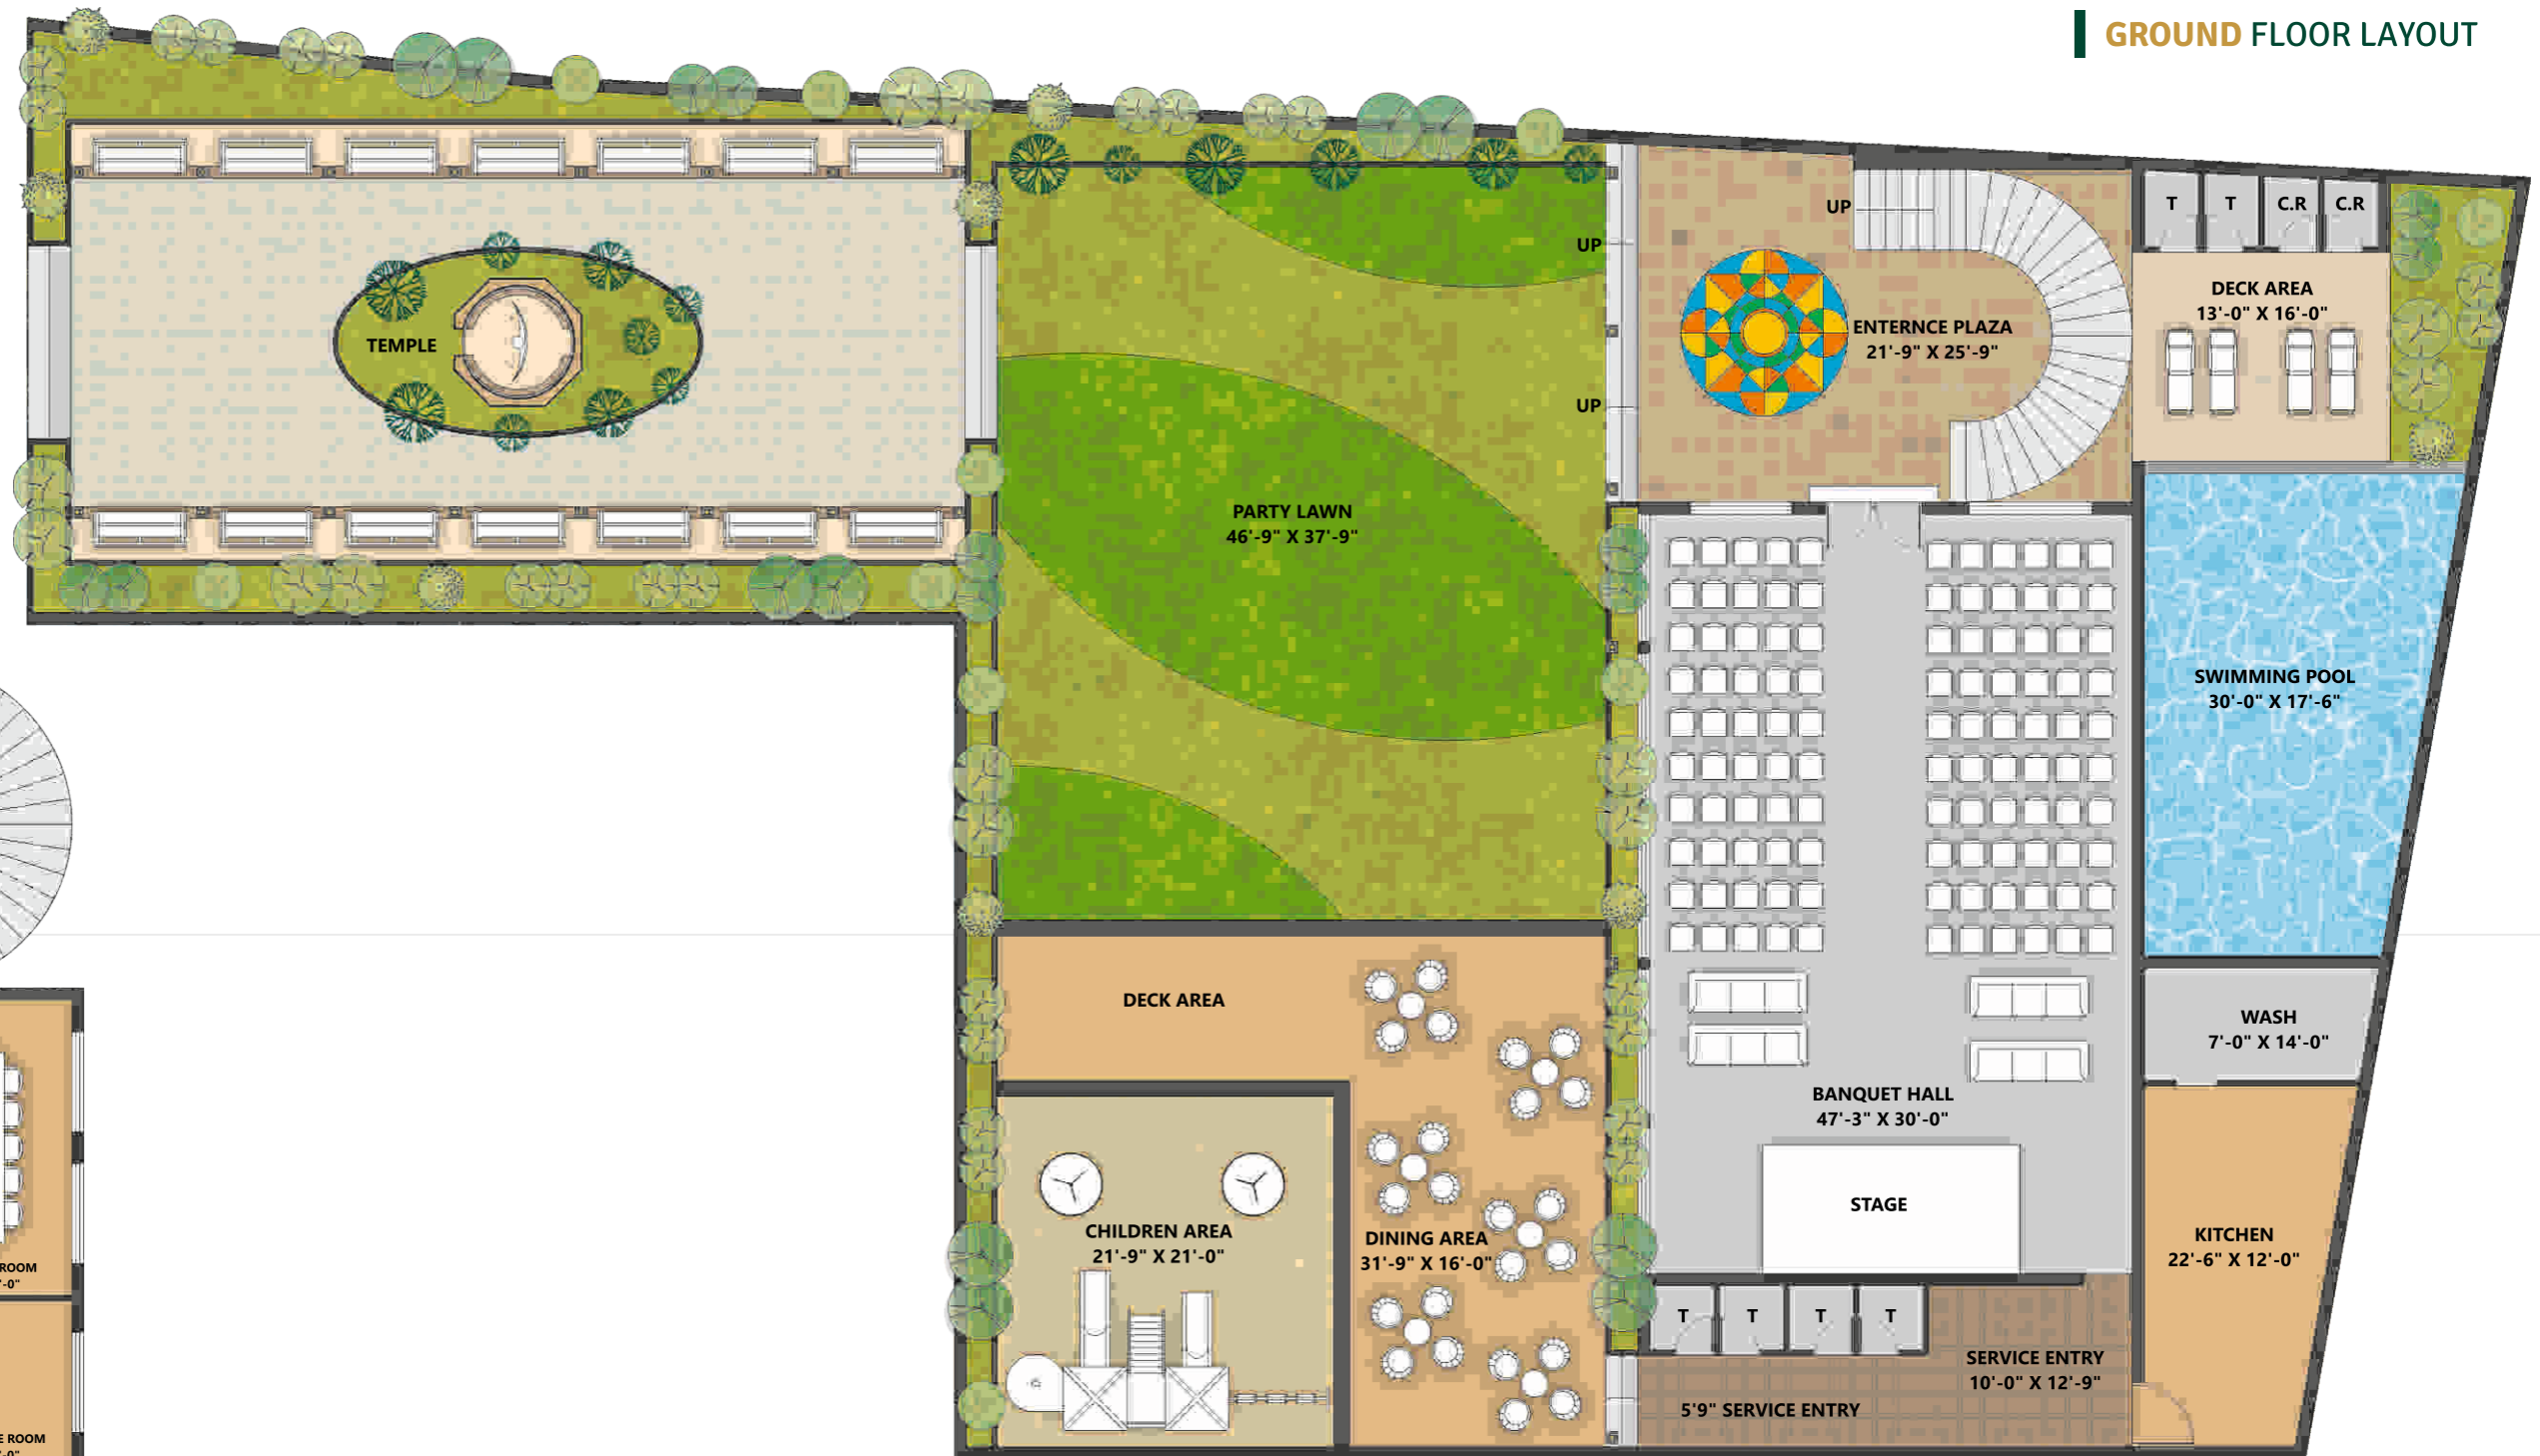 GROUND FLOOR LAYOUT
T
T
C.R
C.R
UP
UP
UP
DECK AREA
13'-0" X 16'-0"
ENTERNCE PLAZA
21'-9" X 25'-9"
TEMPLE
PARTY LAWN
46'-9" X 37'-9"
SWIMMING POOL
30'-0" X 17'-6"
DECK AREA
WASH
7'-0" X 14'-0"
BANQUET HALL
47'-3" X 30'-0"
STAGE
CHILDREN AREA
21'-9" X 21'-0"
DINING AREA
31'-9" X 16'-0"
KITCHEN
22'-6" X 12'-0"
ROOM
'-0"
T
T
T
T
SERVICE ENTRY
10'-0" X 12'-9"
5'9" SERVICE ENTRY
E ROOM